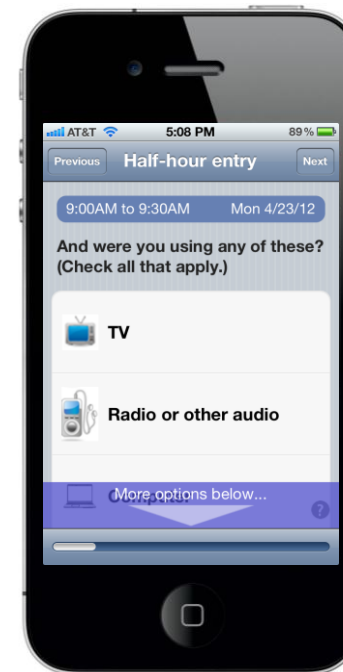 AT&T 5:08 PM 89%
Previous Half-hour entry Next
9:00AM to 9:30AM Mon 4/23/12
And were you using any of these?
(Check all that apply.)
TV
Radio or other audio
Computer
More options below...
?